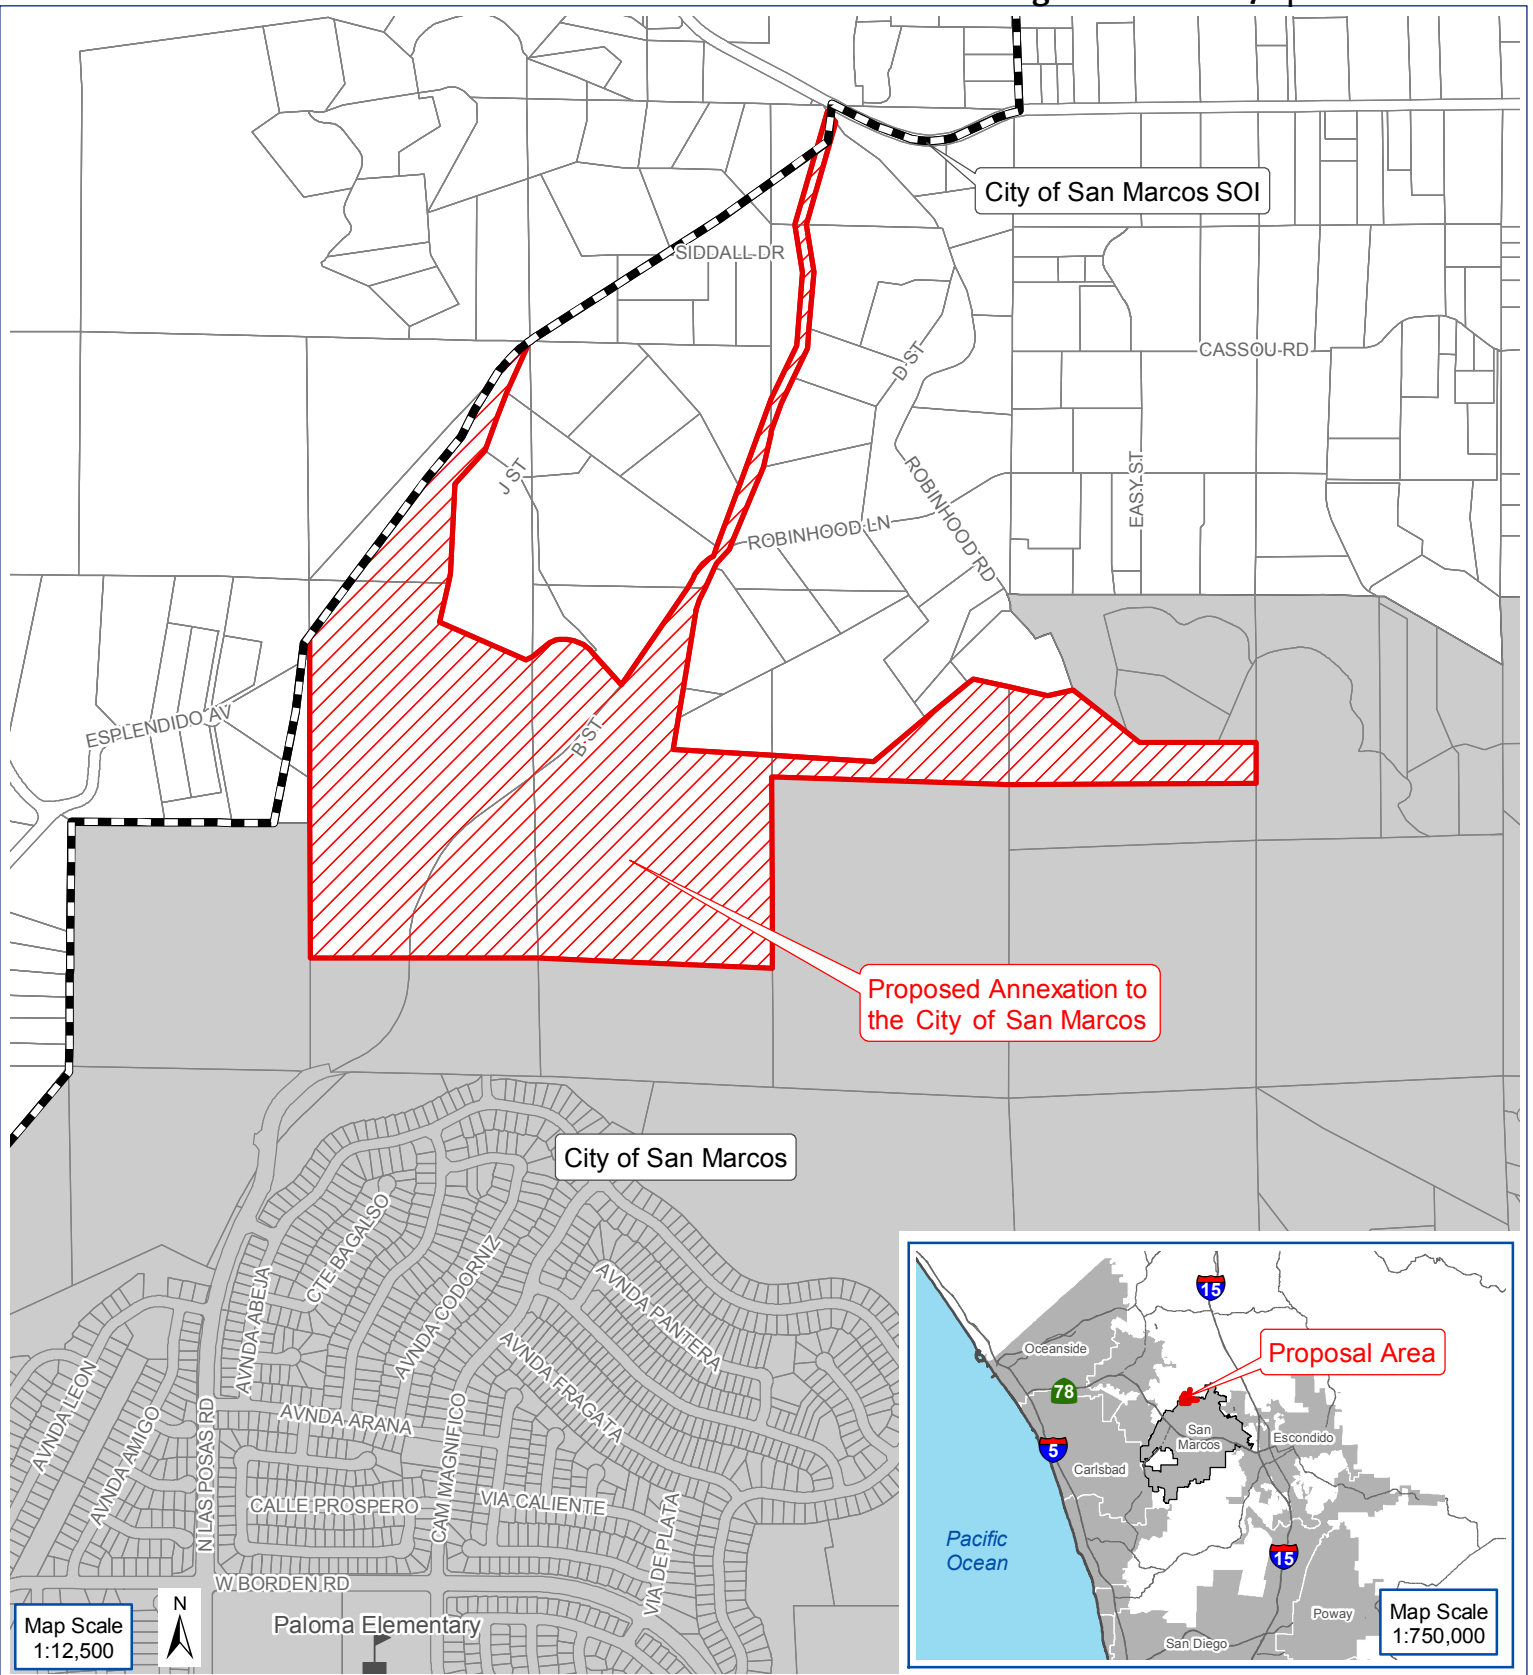 City of San Marcos SOI
SIDDALL DR
D ST
CASSOU RD
J ST
EASY ST
ROBINHOOD LN
ROBINHOOD RD
ESPLENDIDO AV
B ST
Proposed Annexation to
the City of San Marcos
City of San Marcos
CTE BAGALSO
AVNDA ABEJA
AVNDA CODORNIZ
AVNDA PANTERA
AVNDA FRAGATA
AVNDA LEON
AVNDA AMIGO
N LAS POSAS RD
AVNDA ARANA
CAM MAGNIFICO
CALLE PROSPERO
VIA CALIENTE
VIA DE PLATA
W BORDEN RD
Paloma Elementary
Map Scale
1:12,500
N
15
Oceanside
Proposal Area
78
San
Marcos
Escondido
5
Carlsbad
Pacific
Ocean
15
Poway
San Diego
Map Scale
1:750,000